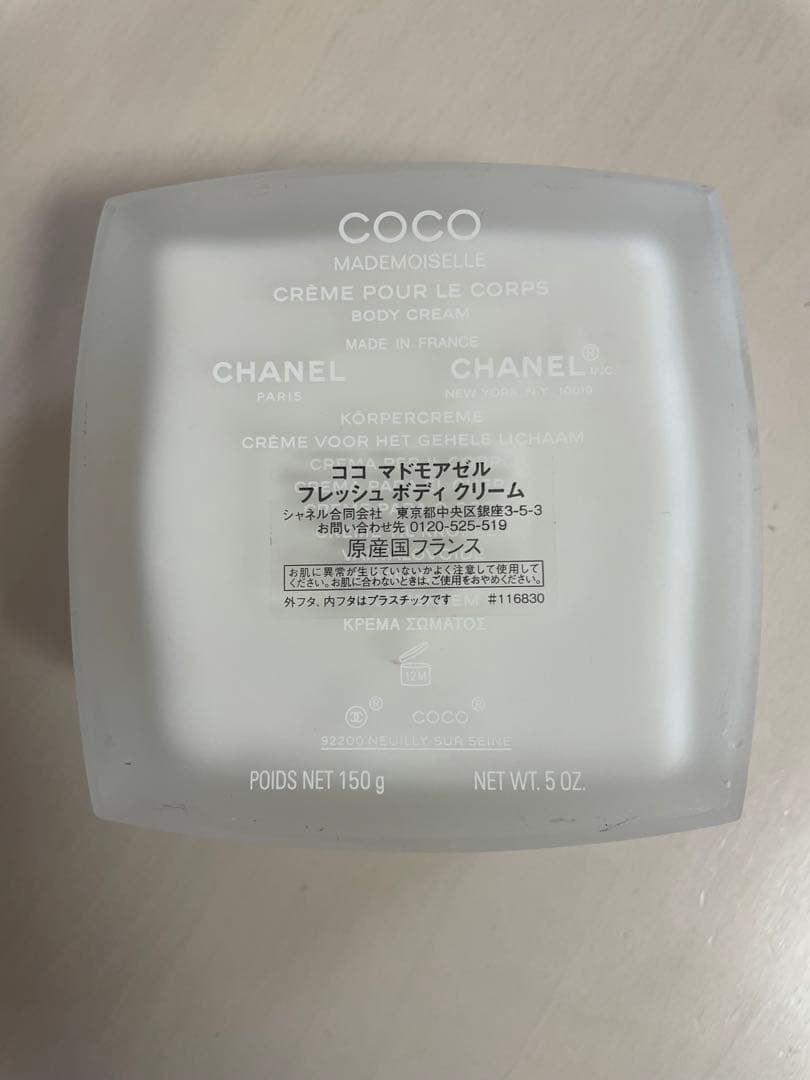 COCO
MADEMOISELLE
CRÈME POUR LE CORPS
BODY CREAM
MADE IN FRANCE
CHANEL CHANEL® INC.
PARIS NEW YORK, N.Y. 10019
KÖRPERCREME
CRÈME VOOR HET GEHELE LICHAAM
CREMA PER IL CORPO
ココ マドモアゼル
フレッシュ ボディ クリーム
シャネル合同会社 東京都中央区銀座3-5-3
お問い合わせ先 0120-525-519
原産国フランス
お肌に異常が生じていないかよく注意して使用して
ください。お肌に合わないときは、ご使用をおやめください。
外フタ、内フタはプラスチックです #116830
ΚΡΕΜΑ ΣΩΜΑΤΟΣ
12M
® COCO®
92200 NEUILLY-SUR-SEINE
POIDS NET 150 g NET WT. 5 OZ.